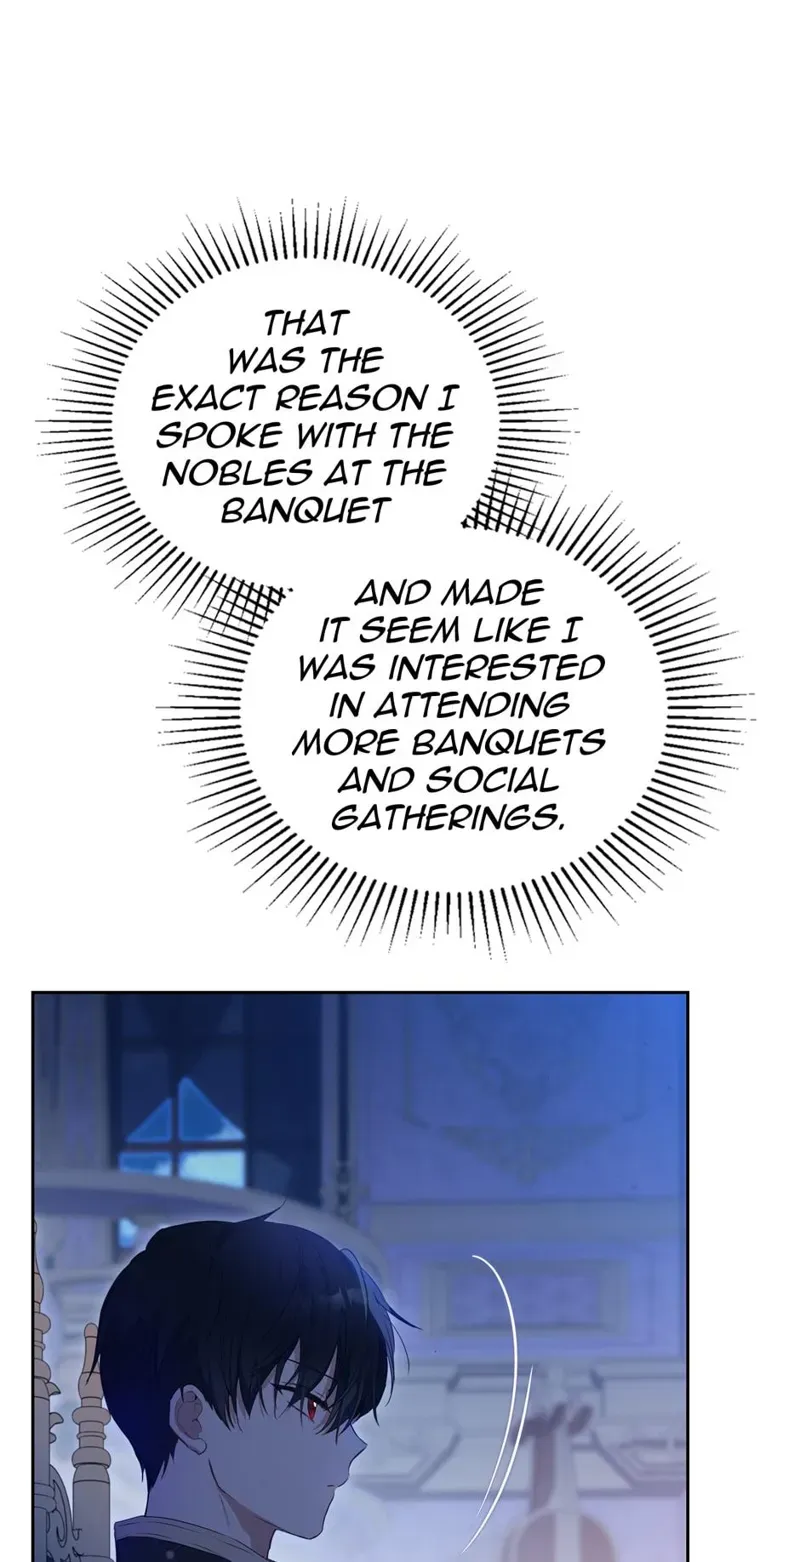 THAT
WAS THE
EXACT REASON I
SPOKE WITH THE
NOBLES AT THE
BANQUET
AND MADE
IT SEEM LIKE I
WAS INTERESTED
IN ATTENDING
MORE BANQUETS
AND SOCIAL
GATHERINGS.